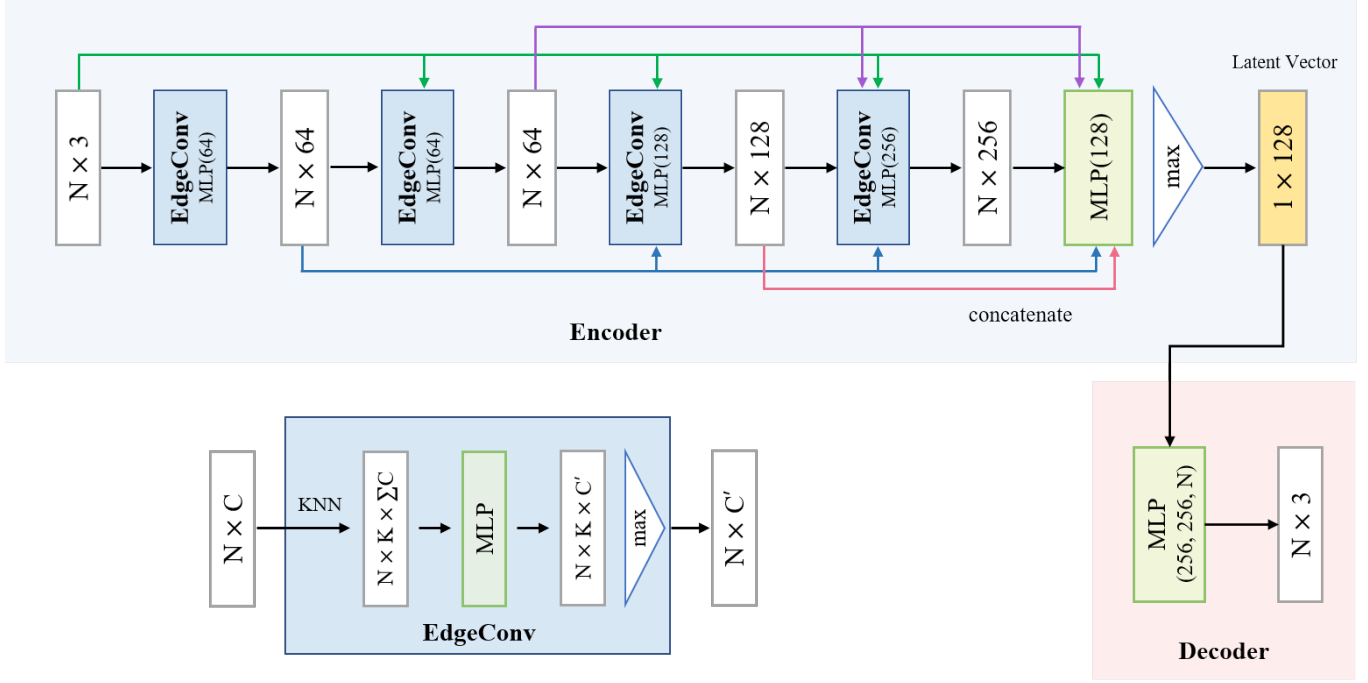 Latent Vector
N × 3
EdgeConv
MLP(64)
N × 64
EdgeConv
MLP(64)
N × 64
EdgeConv
MLP(128)
N × 128
EdgeConv
MLP(256)
N × 256
MLP(128)
max
1 × 128
concatenate
Encoder
N × C
KNN
N × K × ΣC
MLP
N × K × C′
max
N × C′
EdgeConv
MLP
(256, 256, N)
N × 3
Decoder